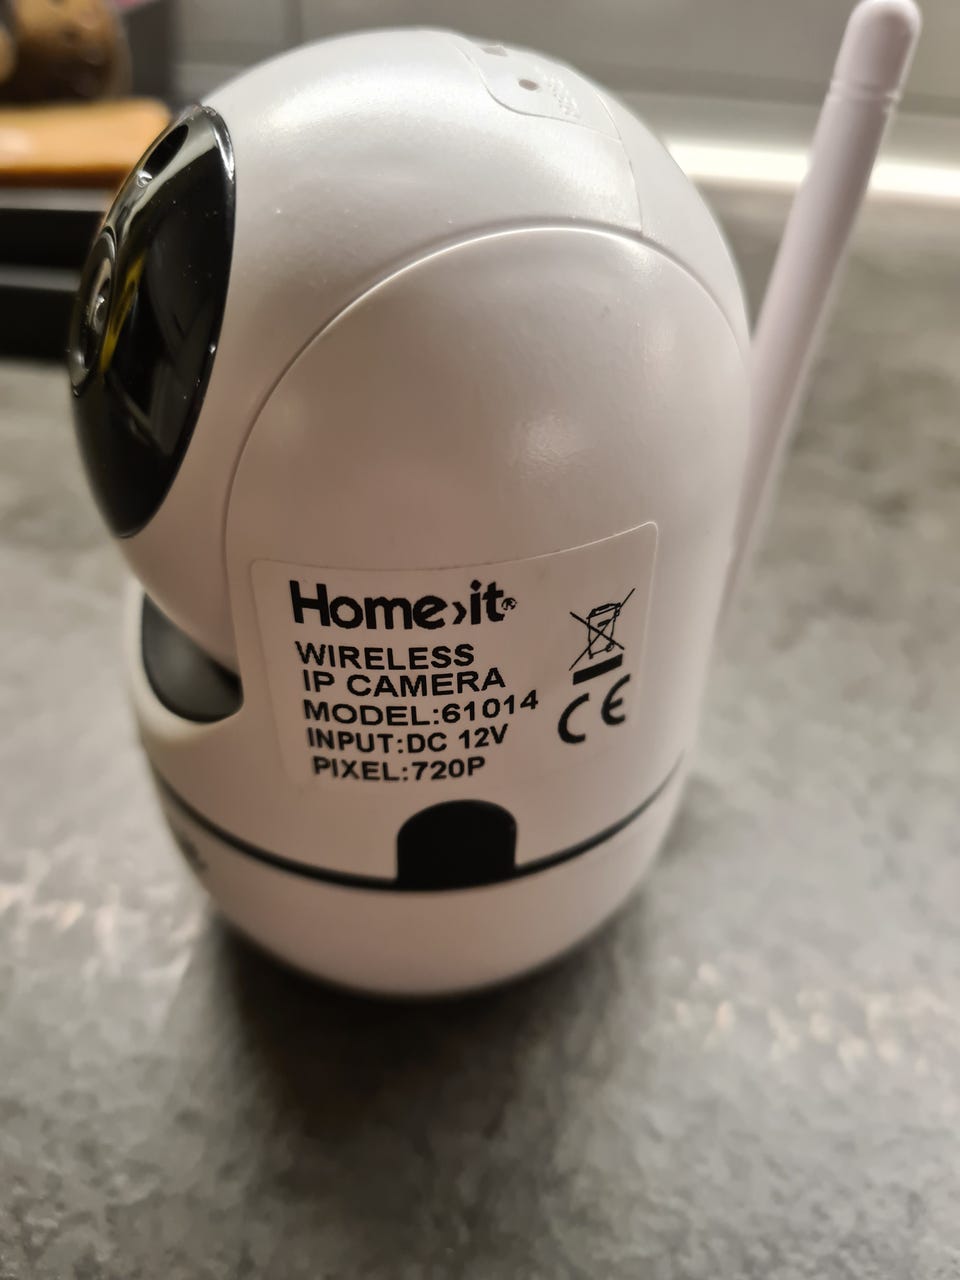 Home>it®
WIRELESS
IP CAMERA
MODEL:61014
INPUT:DC 12V
PIXEL:720P
CE